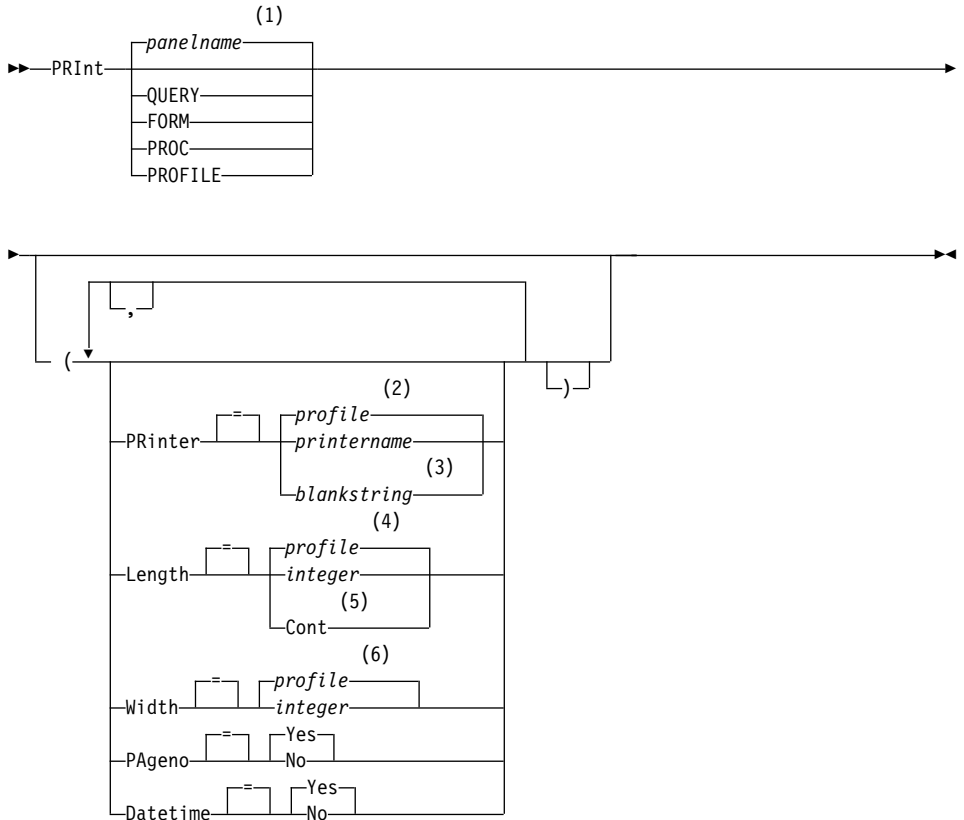 (1)
panelname
PRInt
QUERY
FORM
PROC
PROFILE
,
(
)
(2)
PRinter = profile
printername
(3)
blankstring
(4)
Length = profile
integer
(5)
Cont
(6)
Width = profile
integer
PAgeno = Yes
No
Datetime = Yes
No